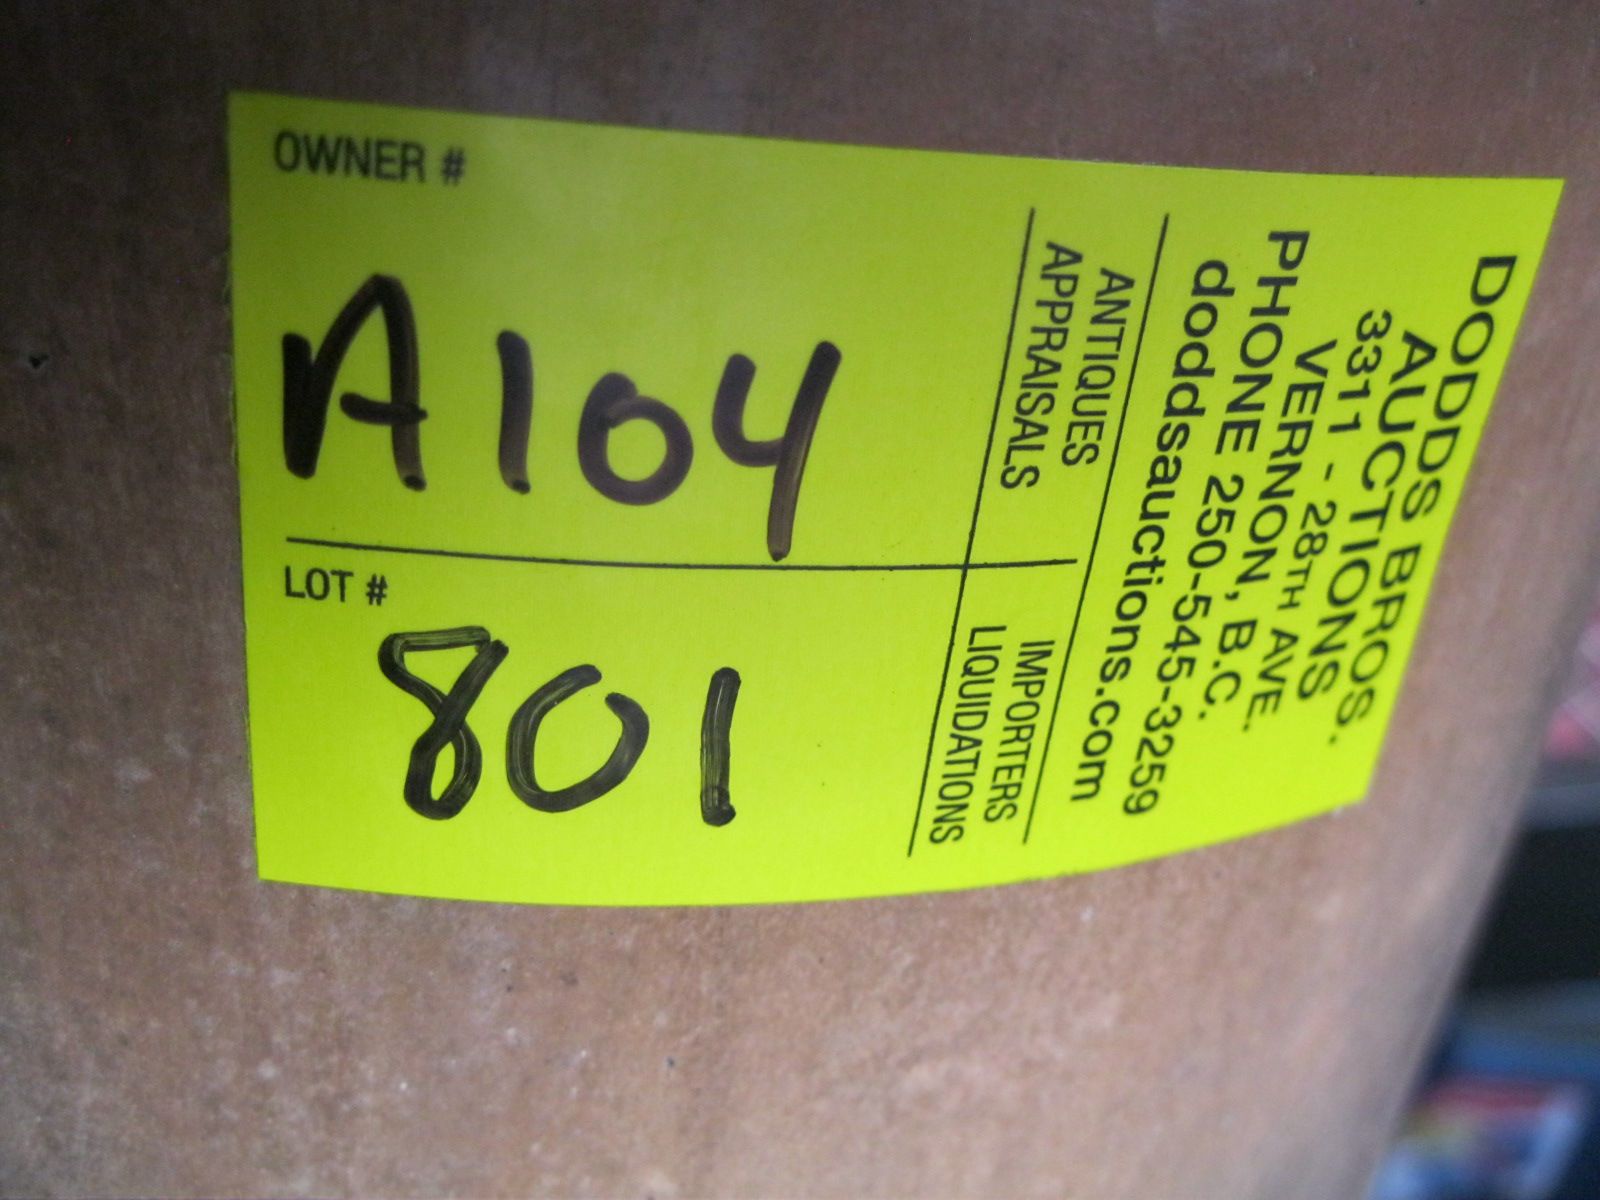 DODDS BROS.
AUCTIONS
3311 - 28TH AVE.
VERNON, B.C.
PHONE 250-545-3259
doddsauctions.com
ANTIQUES
APPRAISALS
IMPORTERS
LIQUIDATIONS
OWNER #
A104
LOT #
801